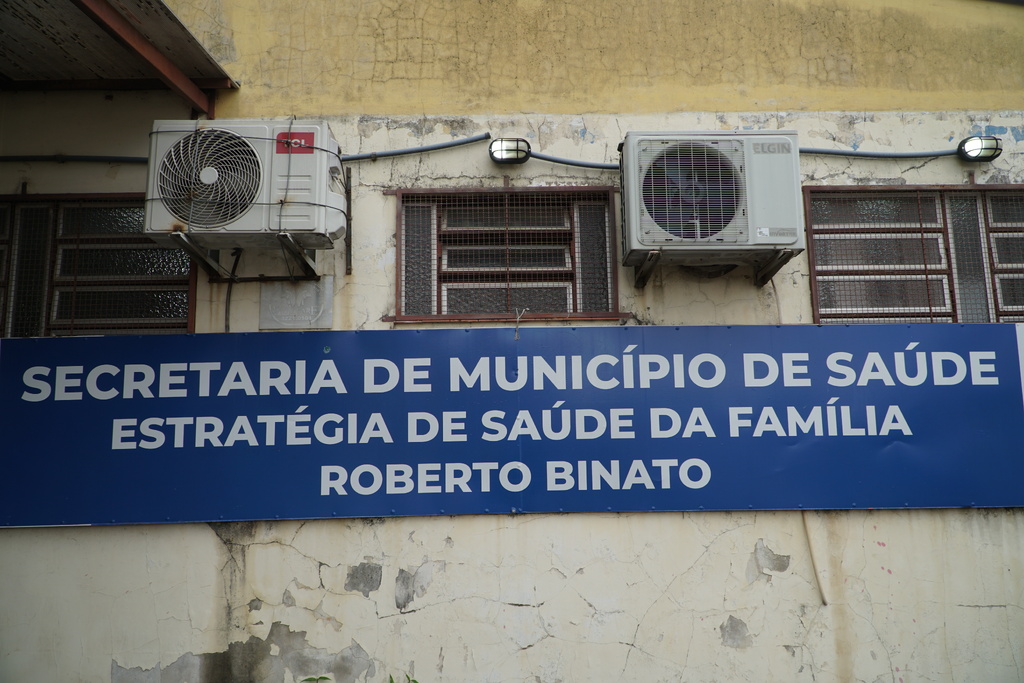 TCL
ELGIN
SECRETARIA DE MUNICÍPIO DE SAÚDE
ESTRATÉGIA DE SAÚDE DA FAMÍLIA
ROBERTO BINATO